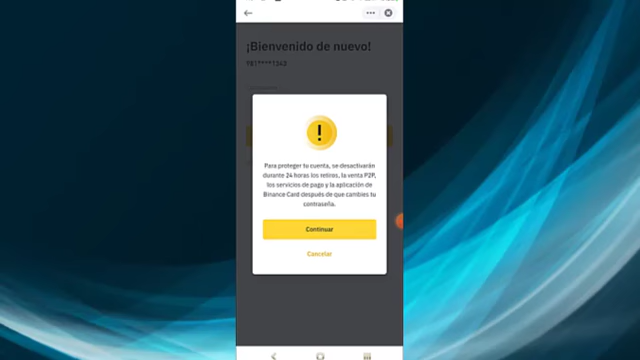 ¡Bienvenido de nuevo!
Para proteger tu cuenta, se desactivarán
durante 24 horas los retiros, la venta P2P,
los servicios de pago y la aplicación de
Binance Card después de que cambies tu
contraseña.
Continuar
Cancelar